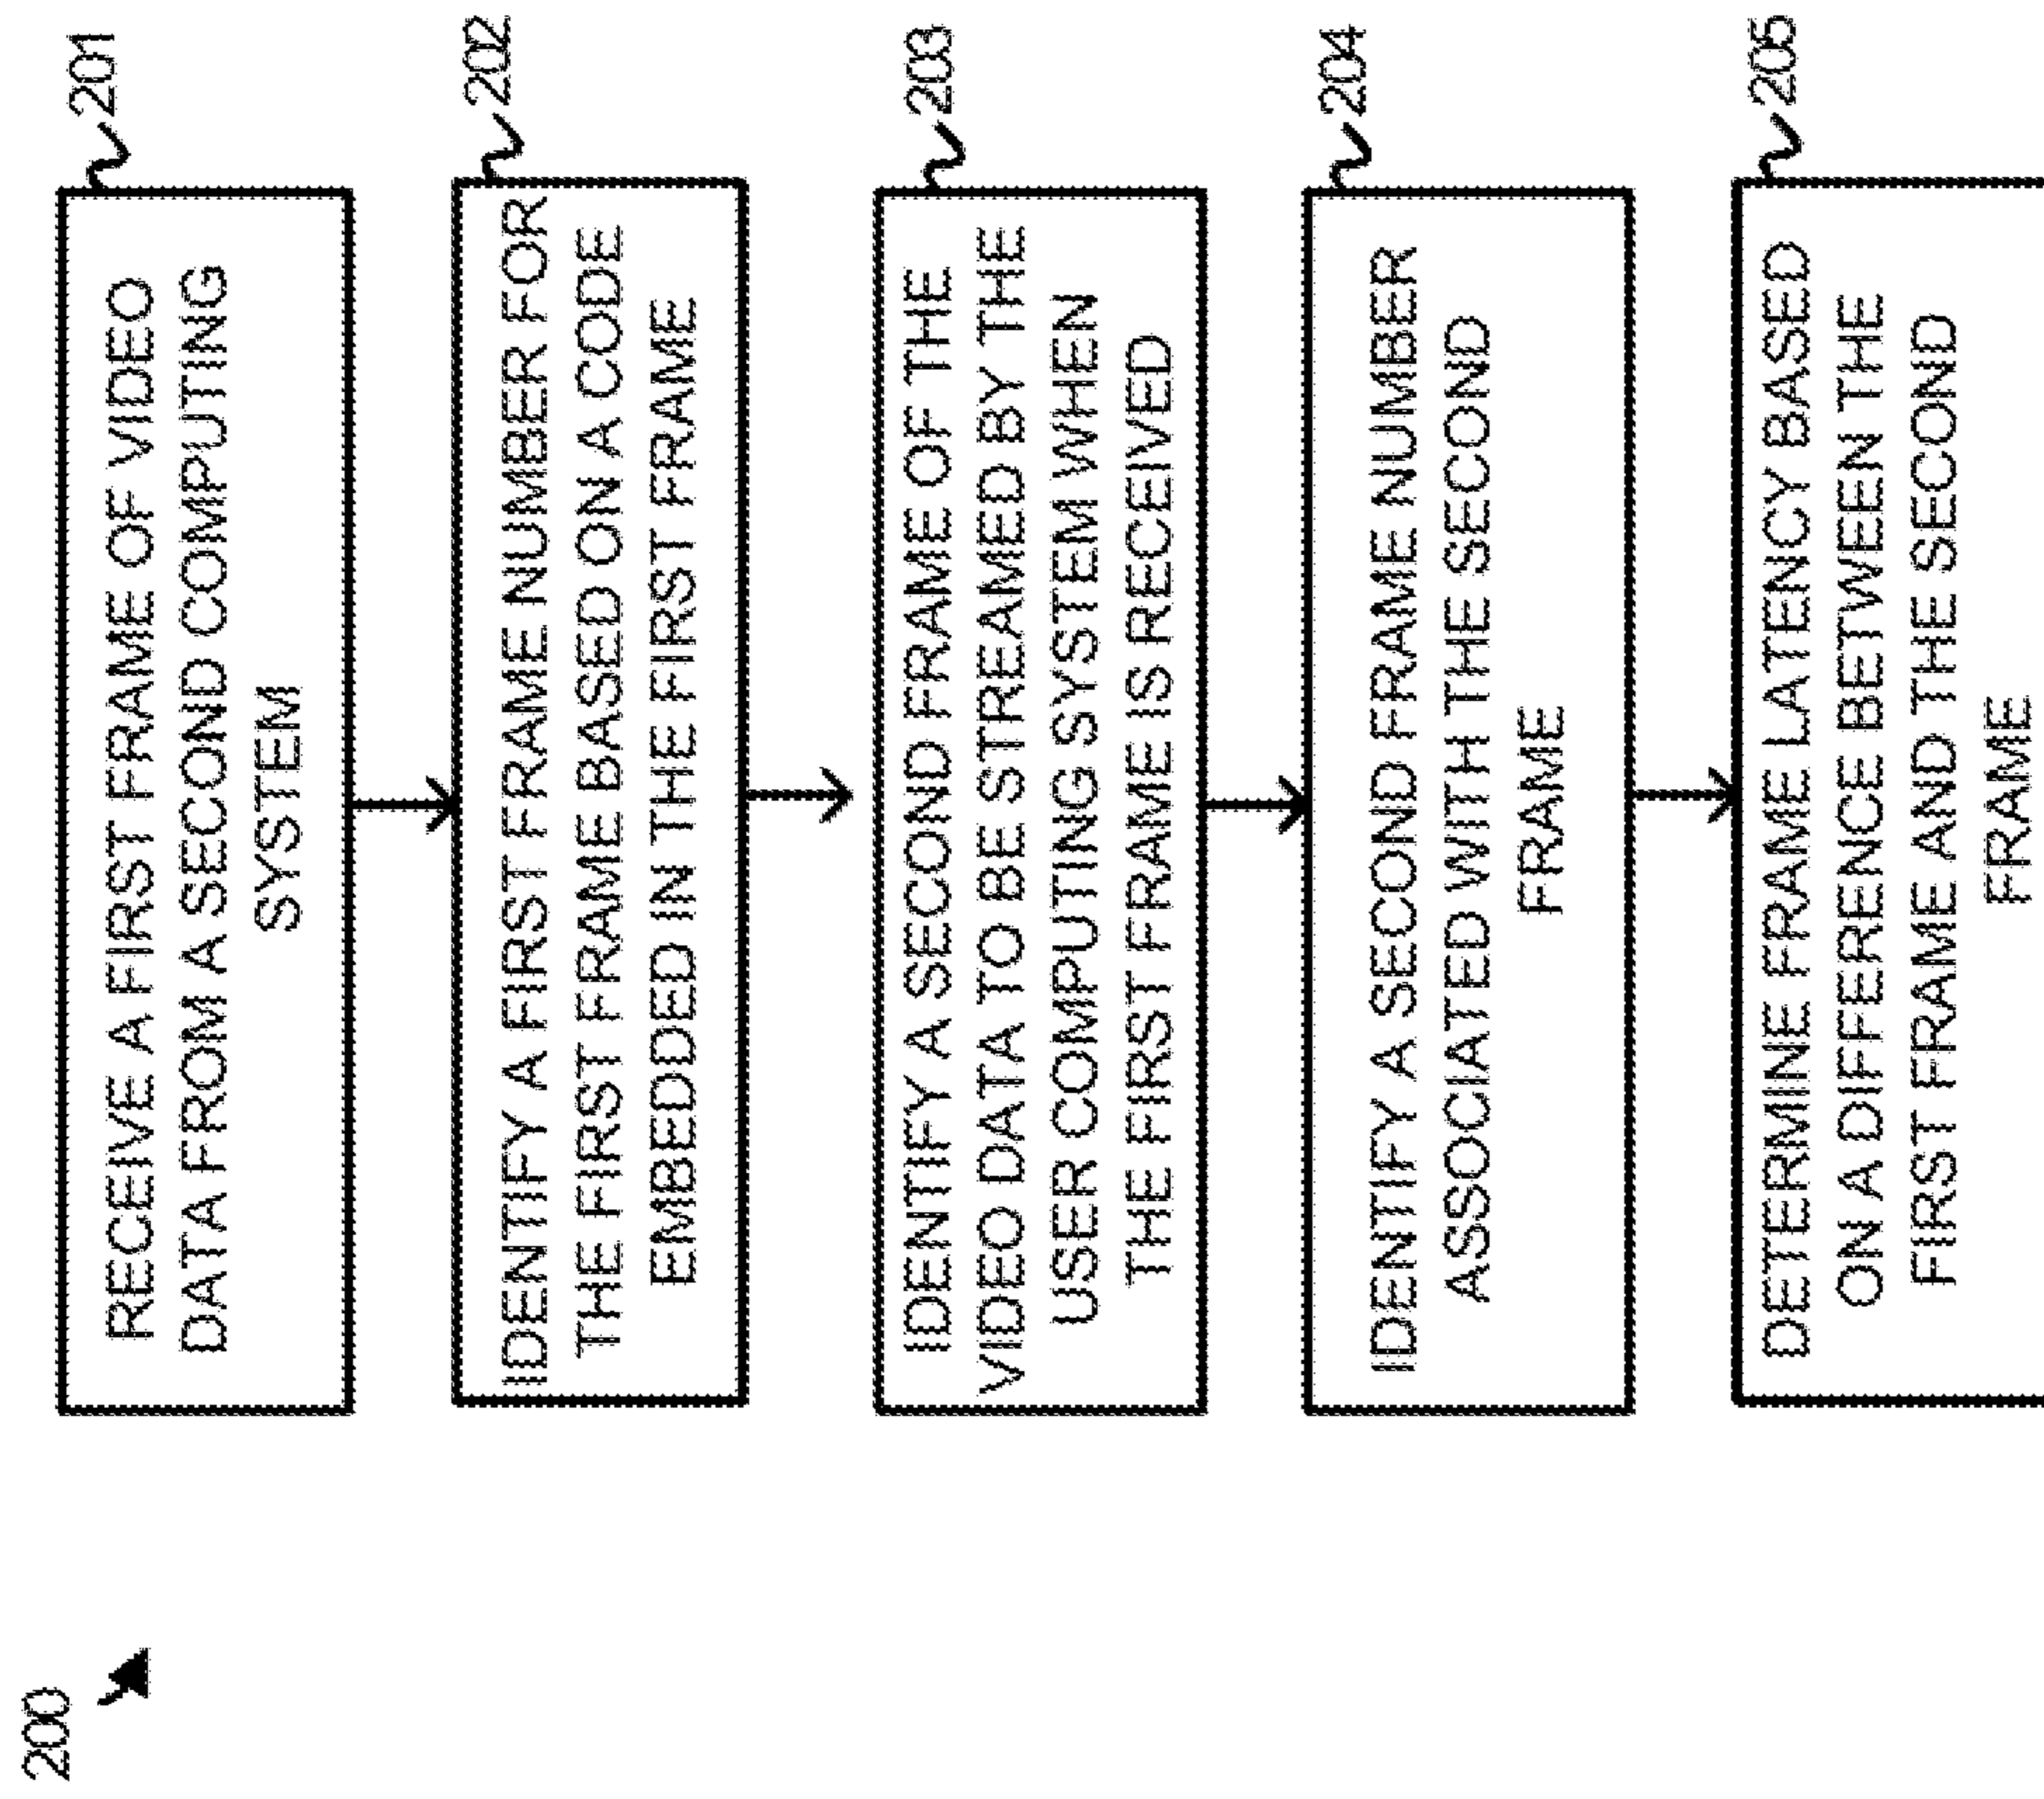 200
RECEIVE A FIRST FRAME OF VIDEO
DATA FROM A SECOND COMPUTING
SYSTEM
201
IDENTIFY A FIRST FRAME NUMBER FOR
THE FIRST FRAME BASED ON A CODE
EMBEDDED IN THE FIRST FRAME
202
IDENTIFY A SECOND FRAME OF THE
VIDEO DATA TO BE STREAMED BY THE
USER COMPUTING SYSTEM WHEN
THE FIRST FRAME IS RECEIVED
203
IDENTIFY A SECOND FRAME NUMBER
ASSOCIATED WITH THE SECOND
FRAME
204
DETERMINE FRAME LATENCY BASED
ON A DIFFERENCE BETWEEN THE
FIRST FRAME AND THE SECOND
FRAME
205